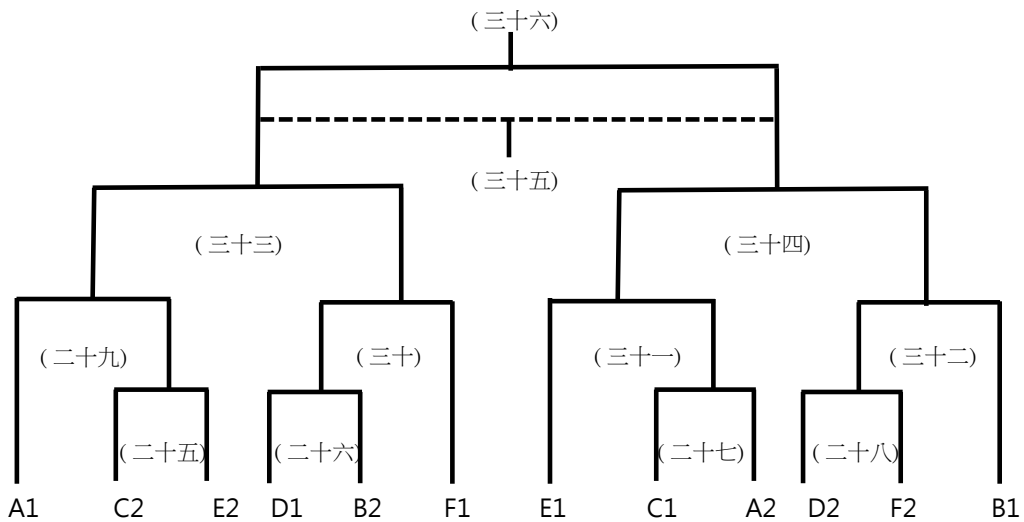 (三十六)
(三十五)
(三十三) (三十四)
(二十九) (三十) (三十一) (三十二)
(二十五) (二十六) (二十七) (二十八)
A1 C2 E2 D1 B2 F1 E1 C1 A2 D2 F2 B1